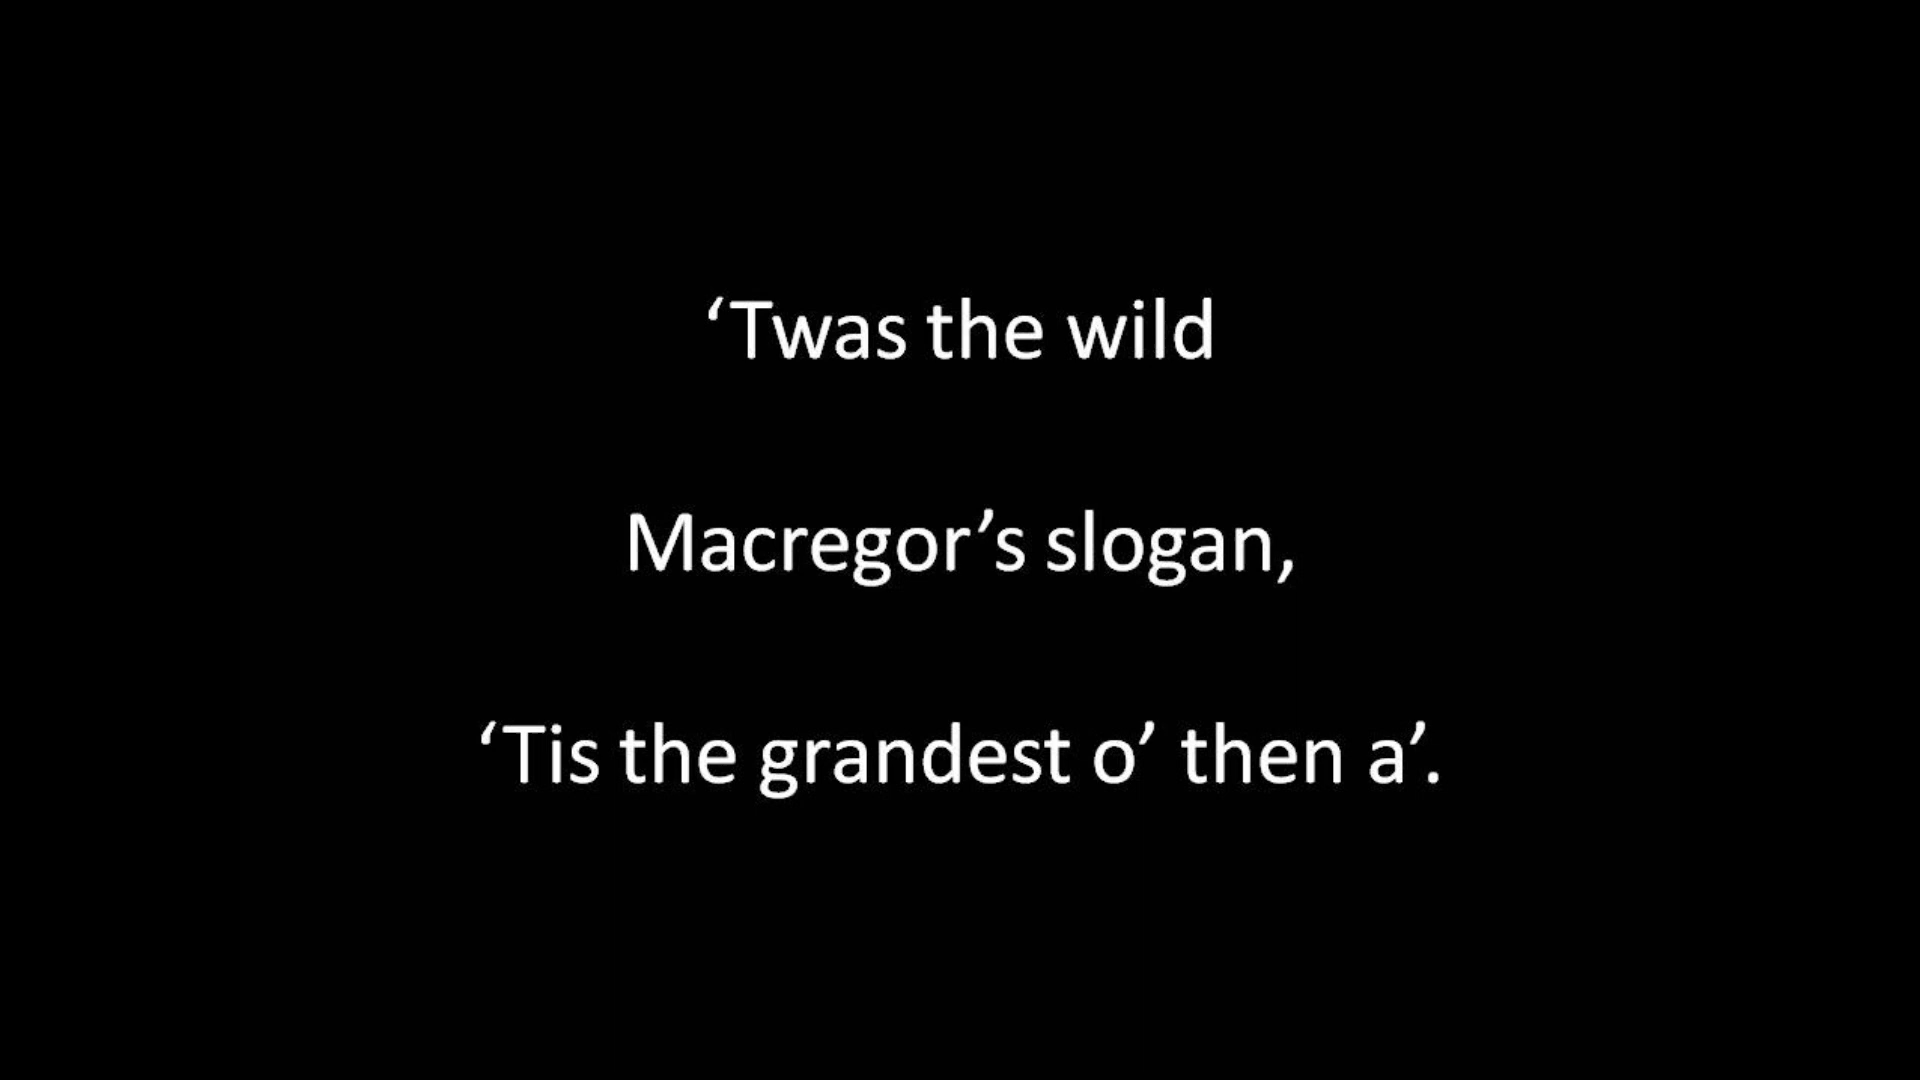 ‘Twas the wild
Macregor’s slogan,
‘Tis the grandest o’ then a’.